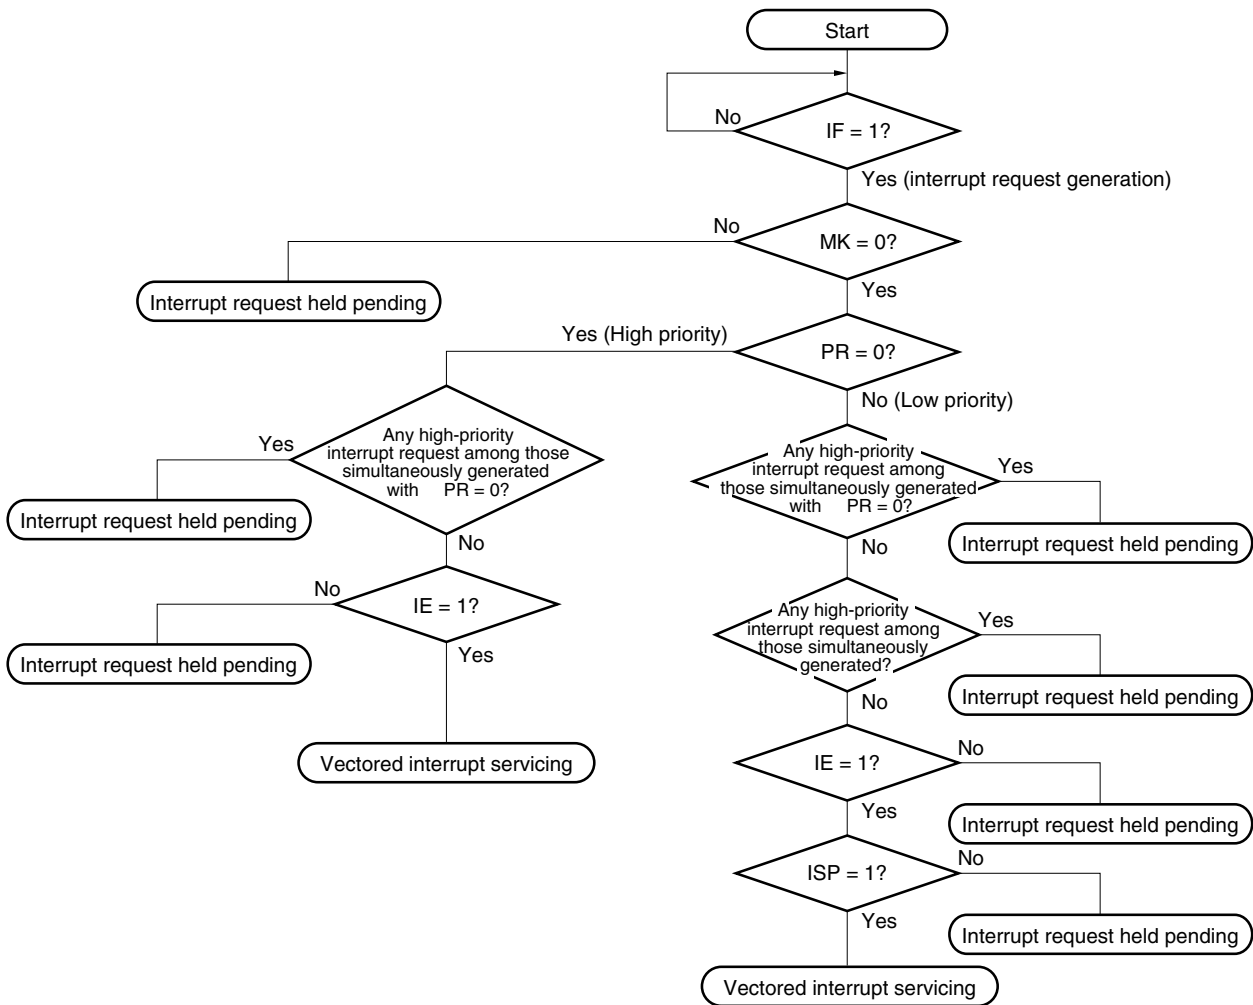 Start
No
IF = 1?
Yes (interrupt request generation)
No
MK = 0?
Interrupt request held pending
Yes
Yes (High priority)
PR = 0?
No (Low priority)
Yes
Any high-priority
interrupt request among those
simultaneously generated
with PR = 0?
Interrupt request held pending
No
Any high-priority
interrupt request among
those simultaneously generated
with PR = 0?
Yes
Interrupt request held pending
No
No
IE = 1?
Interrupt request held pending
Yes
Vectored interrupt servicing
Any high-priority
interrupt request among
those simultaneously
generated?
Yes
Interrupt request held pending
No
IE = 1?
No
Interrupt request held pending
Yes
ISP = 1?
No
Interrupt request held pending
Yes
Vectored interrupt servicing